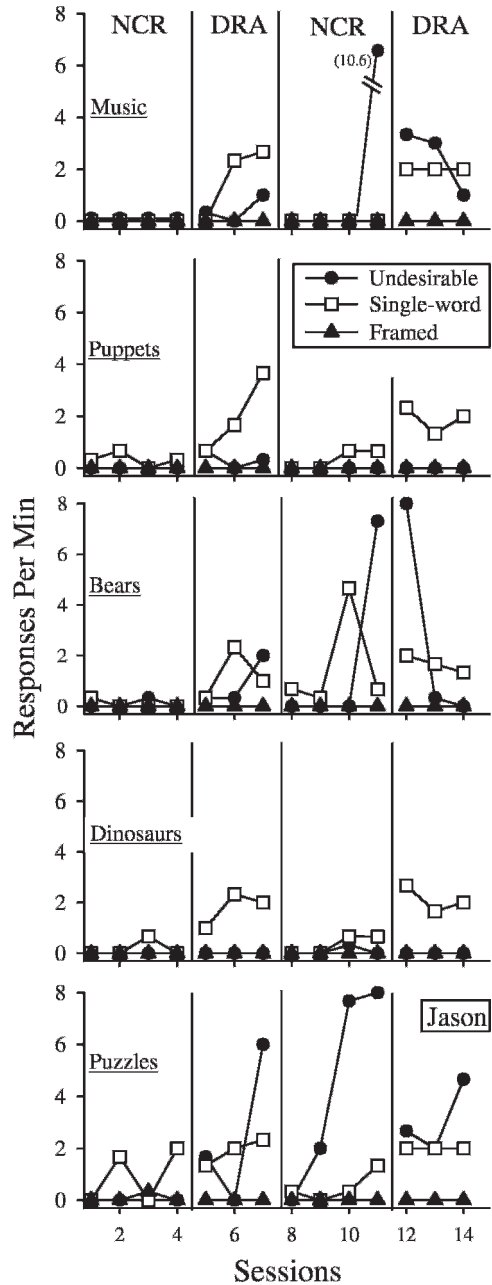 NCR DRA NCR DRA
8
(10.6)
6
Music
4
2
0
8
Undesirable
6
Single-word
Puppets
Framed
4
2
0
8
6
Bears
4
2
0
Responses Per Min
8
6
Dinosaurs
4
2
0
8
Jason
6
Puzzles
4
2
0
2 4 6 8 10 12 14
Sessions